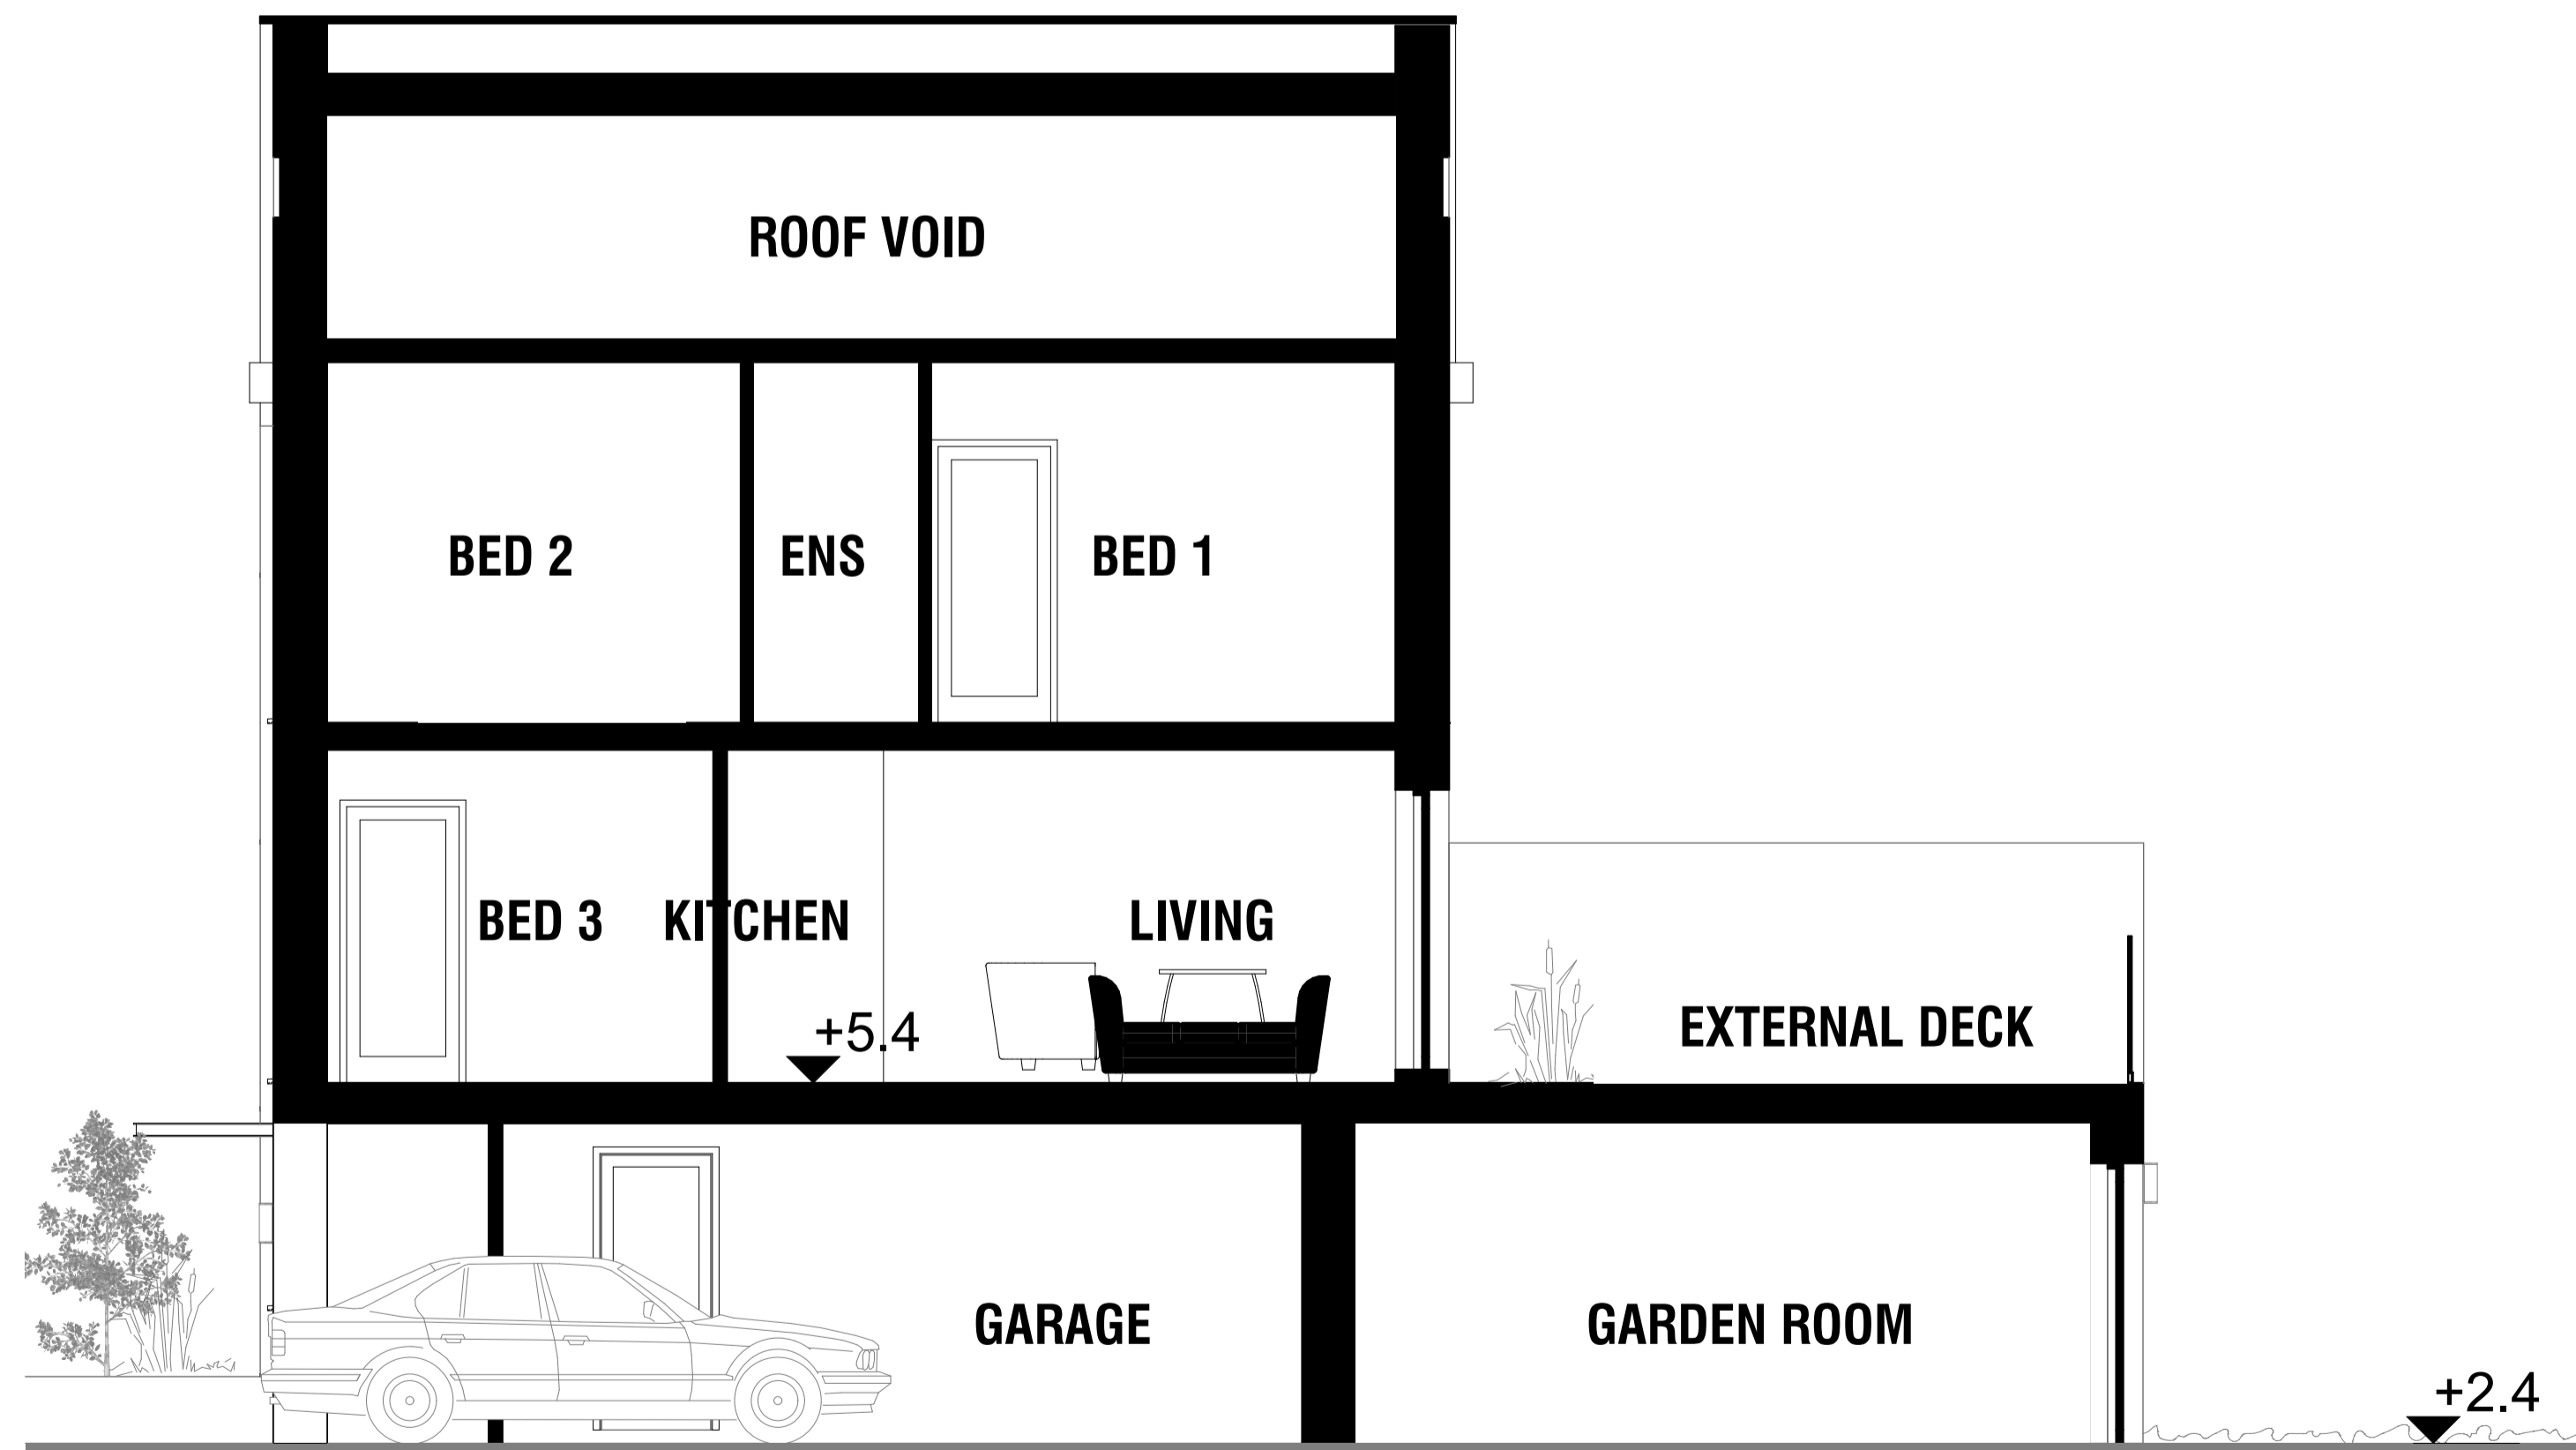 ROOF VOID
BED 2 ENS BED 1
BED 3 KITCHEN LIVING
+5.4
EXTERNAL DECK
GARAGE GARDEN ROOM
+2.4